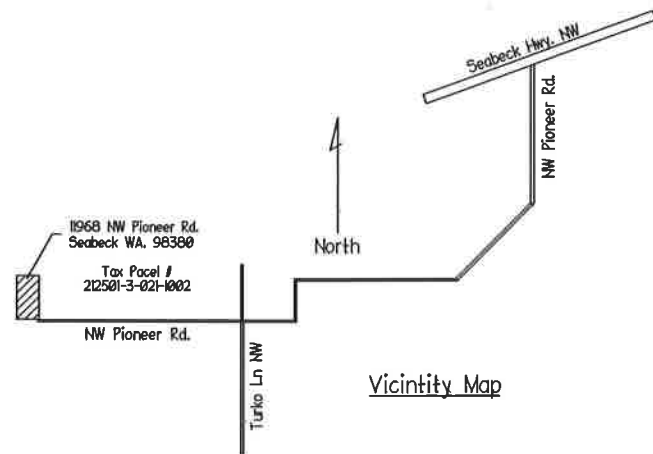 Seabeck Hwy. NW
NW Pioneer Rd.
11968 NW Pioneer Rd.
Seabeck WA. 98380
Tax Pacel #
212501-3-021-1002
North
NW Pioneer Rd.
Turko Ln NW
Vicintity Map